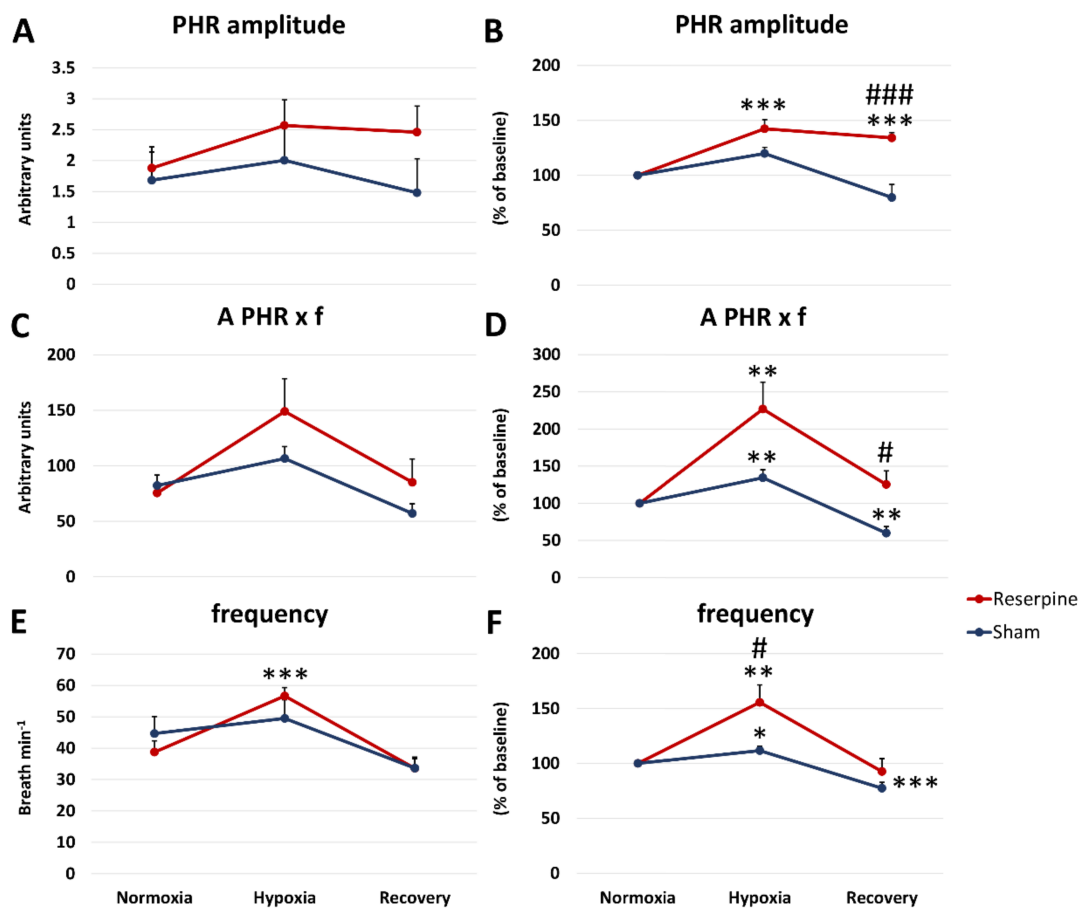 A
PHR amplitude
3.5
3
2.5
2
1.5
1
0.5
0
Arbitrary units
B
PHR amplitude
200
150
100
50
0
(% of baseline)
***
###
***
C
A PHR x f
200
150
100
50
0
Arbitrary units
D
A PHR x f
300
250
200
150
100
50
0
(% of baseline)
**
**
#
**
E
frequency
70
60
50
40
30
20
10
0
Breath min⁻¹
***
Normoxia
Hypoxia
Recovery
F
frequency
200
150
100
50
0
(% of baseline)
#
**
*
***
Normoxia
Hypoxia
Recovery
Reserpine
Sham